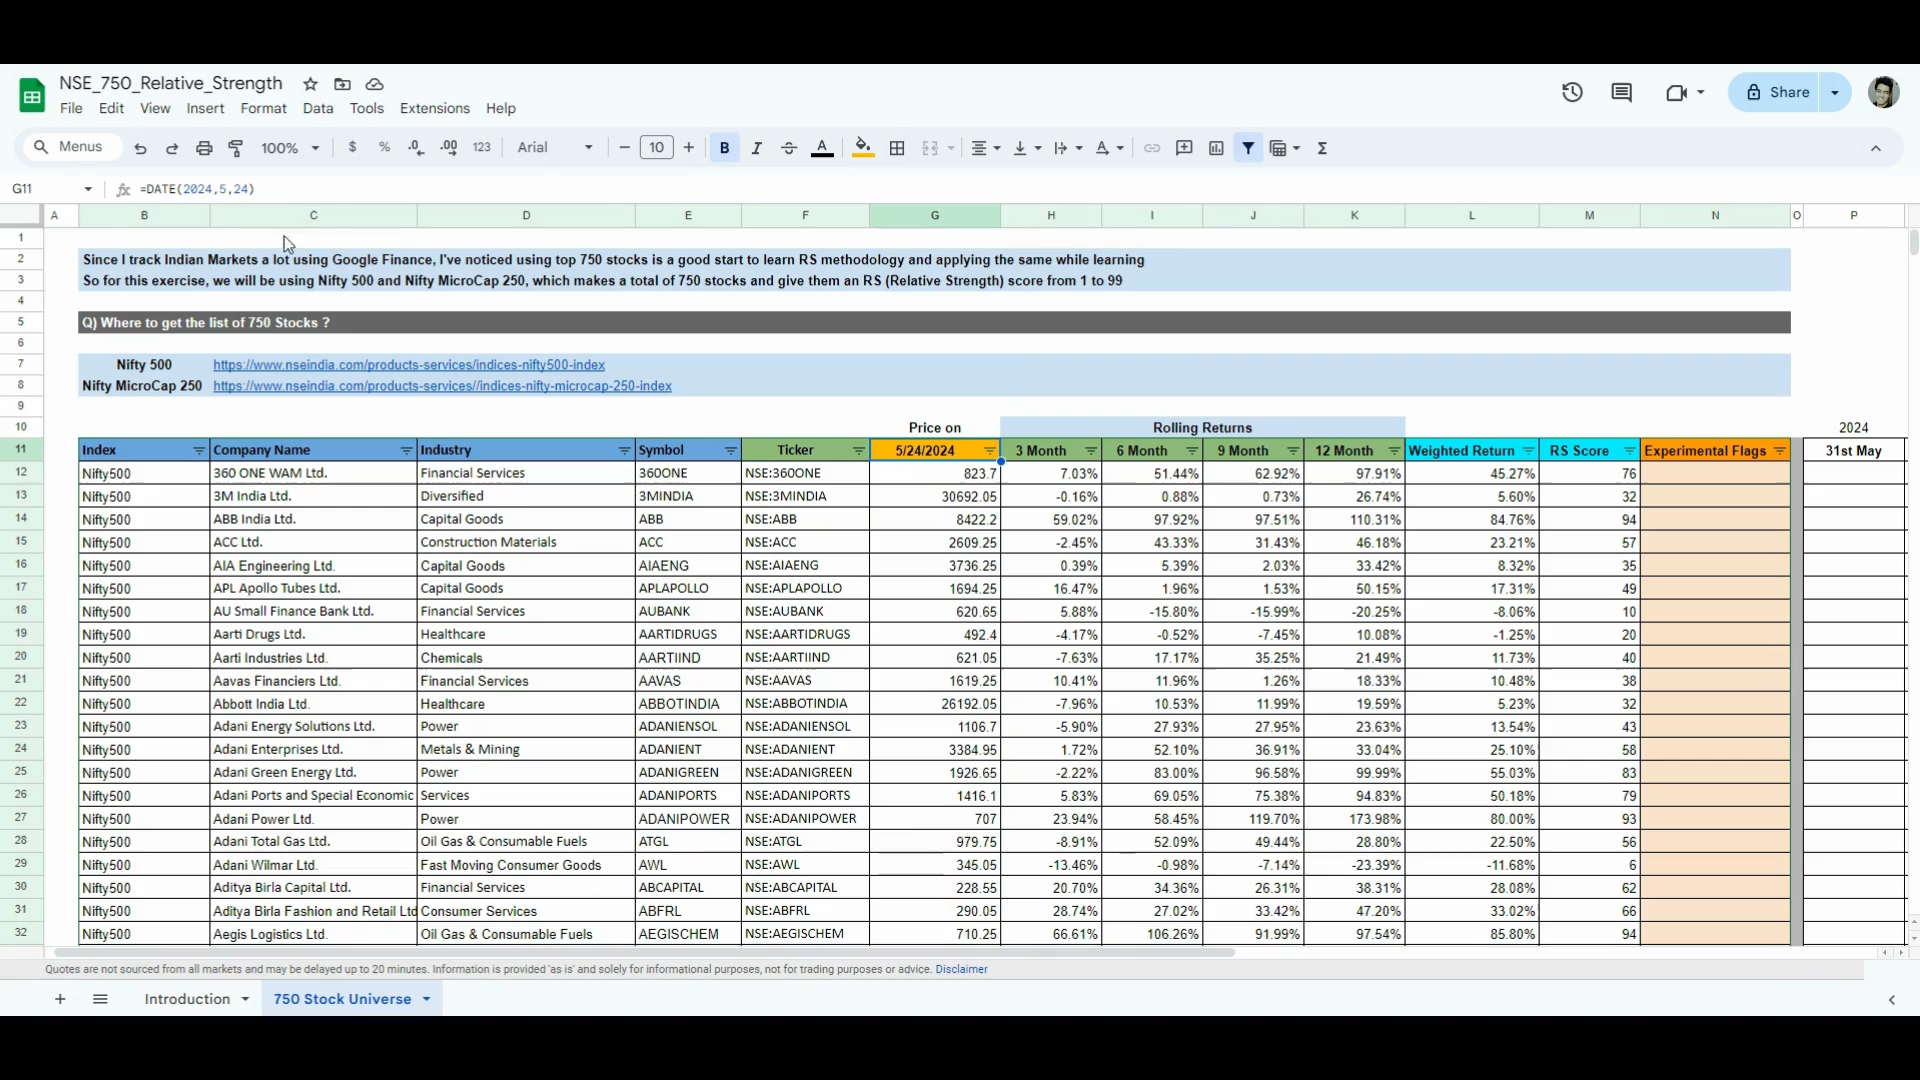 NSE_750_Relative_Strength
File Edit View Insert Format Data Tools Extensions Help
Share
Menus 100% $ % .0 .00 123 Arial 10 B I A Σ
G11 fx =DATE(2024,5,24)
A B C D E F G H I J K L M N O P
1
2 Since I track Indian Markets a lot using Google Finance, I've noticed using top 750 stocks is a good start to learn RS methodology and applying the same while learning
3 So for this exercise, we will be using Nifty 500 and Nifty MicroCap 250, which makes a total of 750 stocks and give them an RS (Relative Strength) score from 1 to 99
4
5 Q) Where to get the list of 750 Stocks ?
6
7 Nifty 500 https://www.nseindia.com/products-services/indices-nifty500-index
8 Nifty MicroCap 250 https://www.nseindia.com/products-services//indices-nifty-microcap-250-index
9
10 Price on Rolling Returns 2024
11 Index Company Name Industry Symbol Ticker 5/24/2024 3 Month 6 Month 9 Month 12 Month Weighted Return RS Score Experimental Flags 31st May
12 Nifty500 360 ONE WAM Ltd. Financial Services 360ONE NSE:360ONE 823.7 7.03% 51.44% 62.92% 97.91% 45.27% 76
13 Nifty500 3M India Ltd. Diversified 3MINDIA NSE:3MINDIA 30692.05 -0.16% 0.88% 0.73% 26.74% 5.60% 32
14 Nifty500 ABB India Ltd. Capital Goods ABB NSE:ABB 8422.2 59.02% 97.92% 97.51% 110.31% 84.76% 94
15 Nifty500 ACC Ltd. Construction Materials ACC NSE:ACC 2609.25 -2.45% 43.33% 31.43% 46.18% 23.21% 57
16 Nifty500 AIA Engineering Ltd. Capital Goods AIAENG NSE:AIAENG 3736.25 0.39% 5.39% 2.03% 33.42% 8.32% 35
17 Nifty500 APL Apollo Tubes Ltd. Capital Goods APLAPOLLO NSE:APLAPOLLO 1694.25 16.47% 1.96% 1.53% 50.15% 17.31% 49
18 Nifty500 AU Small Finance Bank Ltd. Financial Services AUBANK NSE:AUBANK 620.65 5.88% -15.80% -15.99% -20.25% -8.06% 10
19 Nifty500 Aarti Drugs Ltd. Healthcare AARTIDRUGS NSE:AARTIDRUGS 492.4 -4.17% -0.52% -7.45% 10.08% -1.25% 20
20 Nifty500 Aarti Industries Ltd. Chemicals AARTIIND NSE:AARTIIND 621.05 -7.63% 17.17% 35.25% 21.49% 11.73% 40
21 Nifty500 Aavas Financiers Ltd. Financial Services AAVAS NSE:AAVAS 1619.25 10.41% 11.96% 1.26% 18.33% 10.48% 38
22 Nifty500 Abbott India Ltd. Healthcare ABBOTINDIA NSE:ABBOTINDIA 26192.05 -7.96% 10.53% 11.99% 19.59% 5.23% 32
23 Nifty500 Adani Energy Solutions Ltd. Power ADANIENSOL NSE:ADANIENSOL 1106.7 -5.90% 27.93% 27.95% 23.63% 13.54% 43
24 Nifty500 Adani Enterprises Ltd. Metals & Mining ADANIENT NSE:ADANIENT 3384.95 1.72% 52.10% 36.91% 33.04% 25.10% 58
25 Nifty500 Adani Green Energy Ltd. Power ADANIGREEN NSE:ADANIGREEN 1926.65 -2.22% 83.00% 96.58% 99.99% 55.03% 83
26 Nifty500 Adani Ports and Special Economic Services ADANIPORTS NSE:ADANIPORTS 1416.1 5.83% 69.05% 75.38% 94.83% 50.18% 79
27 Nifty500 Adani Power Ltd. Power ADANIPOWER NSE:ADANIPOWER 707 23.94% 58.45% 119.70% 173.98% 80.00% 93
28 Nifty500 Adani Total Gas Ltd. Oil Gas & Consumable Fuels ATGL NSE:ATGL 979.75 -8.91% 52.09% 49.44% 28.80% 22.50% 56
29 Nifty500 Adani Wilmar Ltd. Fast Moving Consumer Goods AWL NSE:AWL 345.05 -13.46% -0.98% -7.14% -23.39% -11.68% 6
30 Nifty500 Aditya Birla Capital Ltd. Financial Services ABCAPITAL NSE:ABCAPITAL 228.55 20.70% 34.36% 26.31% 38.31% 28.08% 62
31 Nifty500 Aditya Birla Fashion and Retail Ltd Consumer Services ABFRL NSE:ABFRL 290.05 28.74% 27.02% 33.42% 47.20% 33.02% 66
32 Nifty500 Aegis Logistics Ltd. Oil Gas & Consumable Fuels AEGISCHEM NSE:AEGISCHEM 710.25 66.61% 106.26% 91.99% 97.54% 85.80% 94
Quotes are not sourced from all markets and may be delayed up to 20 minutes. Information is provided 'as is' and solely for informational purposes, not for trading purposes or advice. Disclaimer
Introduction 750 Stock Universe